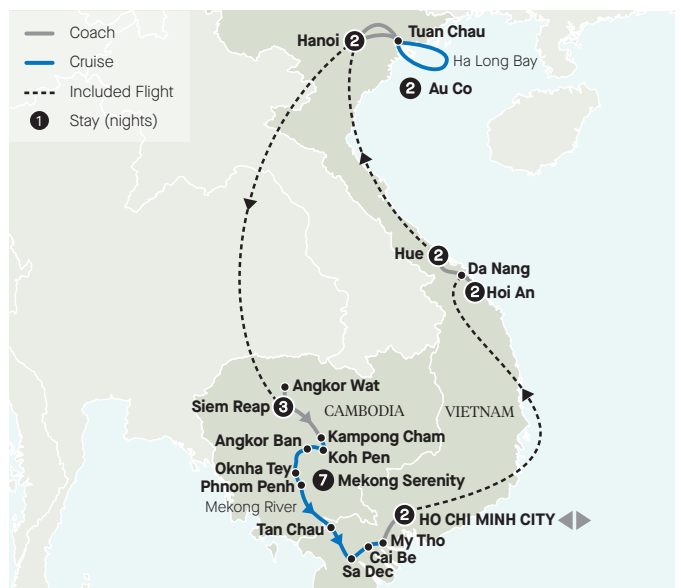 Coach
Cruise
Included Flight
1 Stay (nights)
Hanoi 2
Tuan Chau
Ha Long Bay
2 Au Co
Hue 2
Da Nang
2 Hoi An
Angkor Wat
Siem Reap 3
CAMBODIA
VIETNAM
Angkor Ban
Kampong Cham
Koh Pen
Oknha Tey
7 Mekong Serenity
Phnom Penh
Mekong River
2 HO CHI MINH CITY
Tan Chau
My Tho
Cai Be
Sa Dec